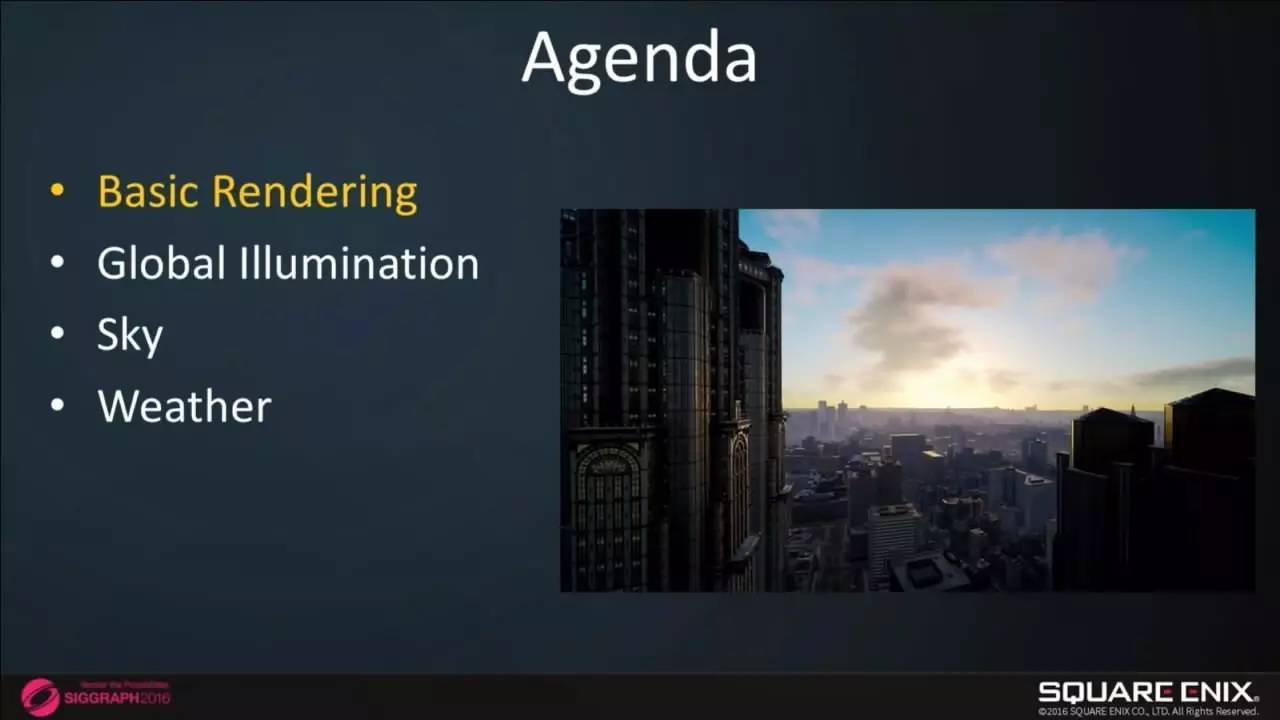 Agenda
• Basic Rendering
• Global Illumination
• Sky
• Weather
Render the Possibilities
SIGGRAPH2016
SQUARE ENIX®
©2016 SQUARE ENIX CO., LTD. All Rights Reserved.